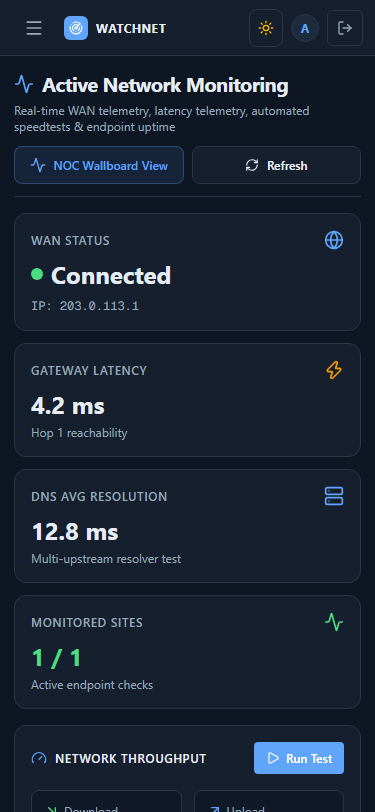 WATCHNET
A
Active Network Monitoring
Real-time WAN telemetry, latency telemetry, automated
speedtests & endpoint uptime
NOC Wallboard View
Refresh
WAN STATUS
Connected
IP: 203.0.113.1
GATEWAY LATENCY
4.2 ms
Hop 1 reachability
DNS AVG RESOLUTION
12.8 ms
Multi-upstream resolver test
MONITORED SITES
1 / 1
Active endpoint checks
NETWORK THROUGHPUT
Run Test
Download
Upload